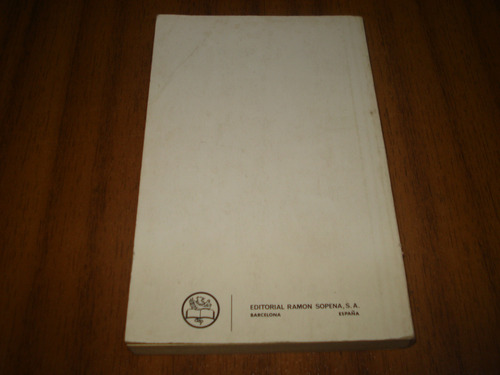 EDITORIAL RAMON SOPENA, S. A.
BARCELONA ESPAÑA